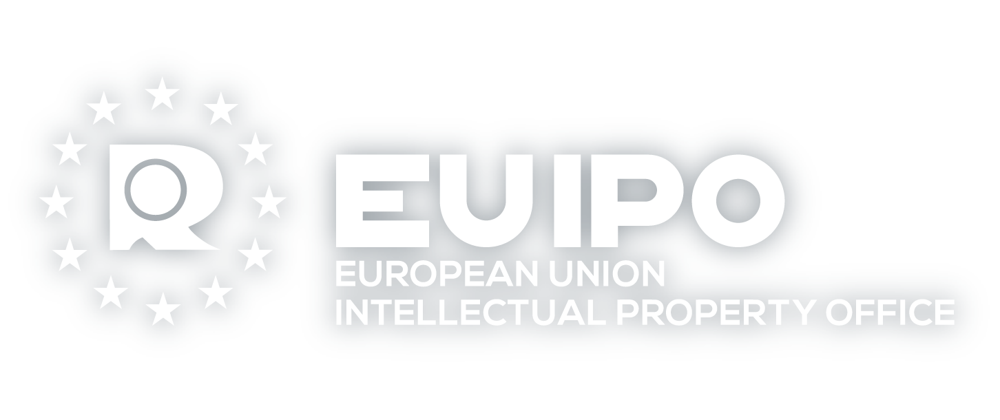 R
EUIPO
EUROPEAN UNION
INTELLECTUAL PROPERTY OFFICE